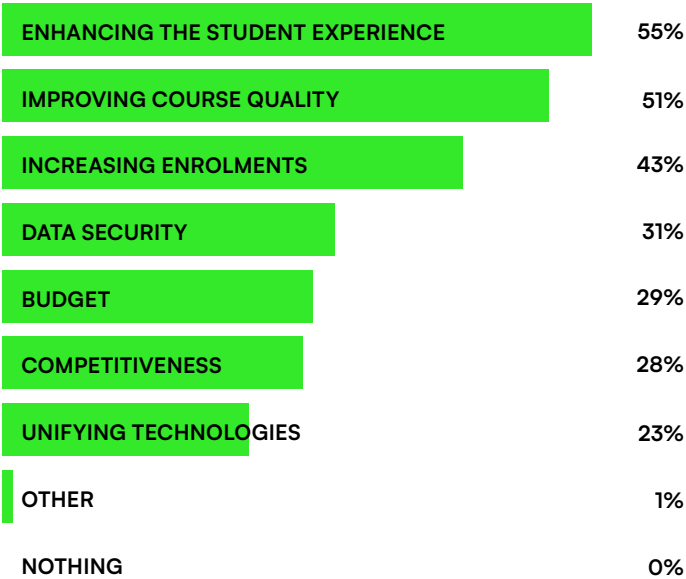 ENHANCING THE STUDENT EXPERIENCE 55%
IMPROVING COURSE QUALITY 51%
INCREASING ENROLMENTS 43%
DATA SECURITY 31%
BUDGET 29%
COMPETITIVENESS 28%
UNIFYING TECHNOLOGIES 23%
OTHER 1%
NOTHING 0%